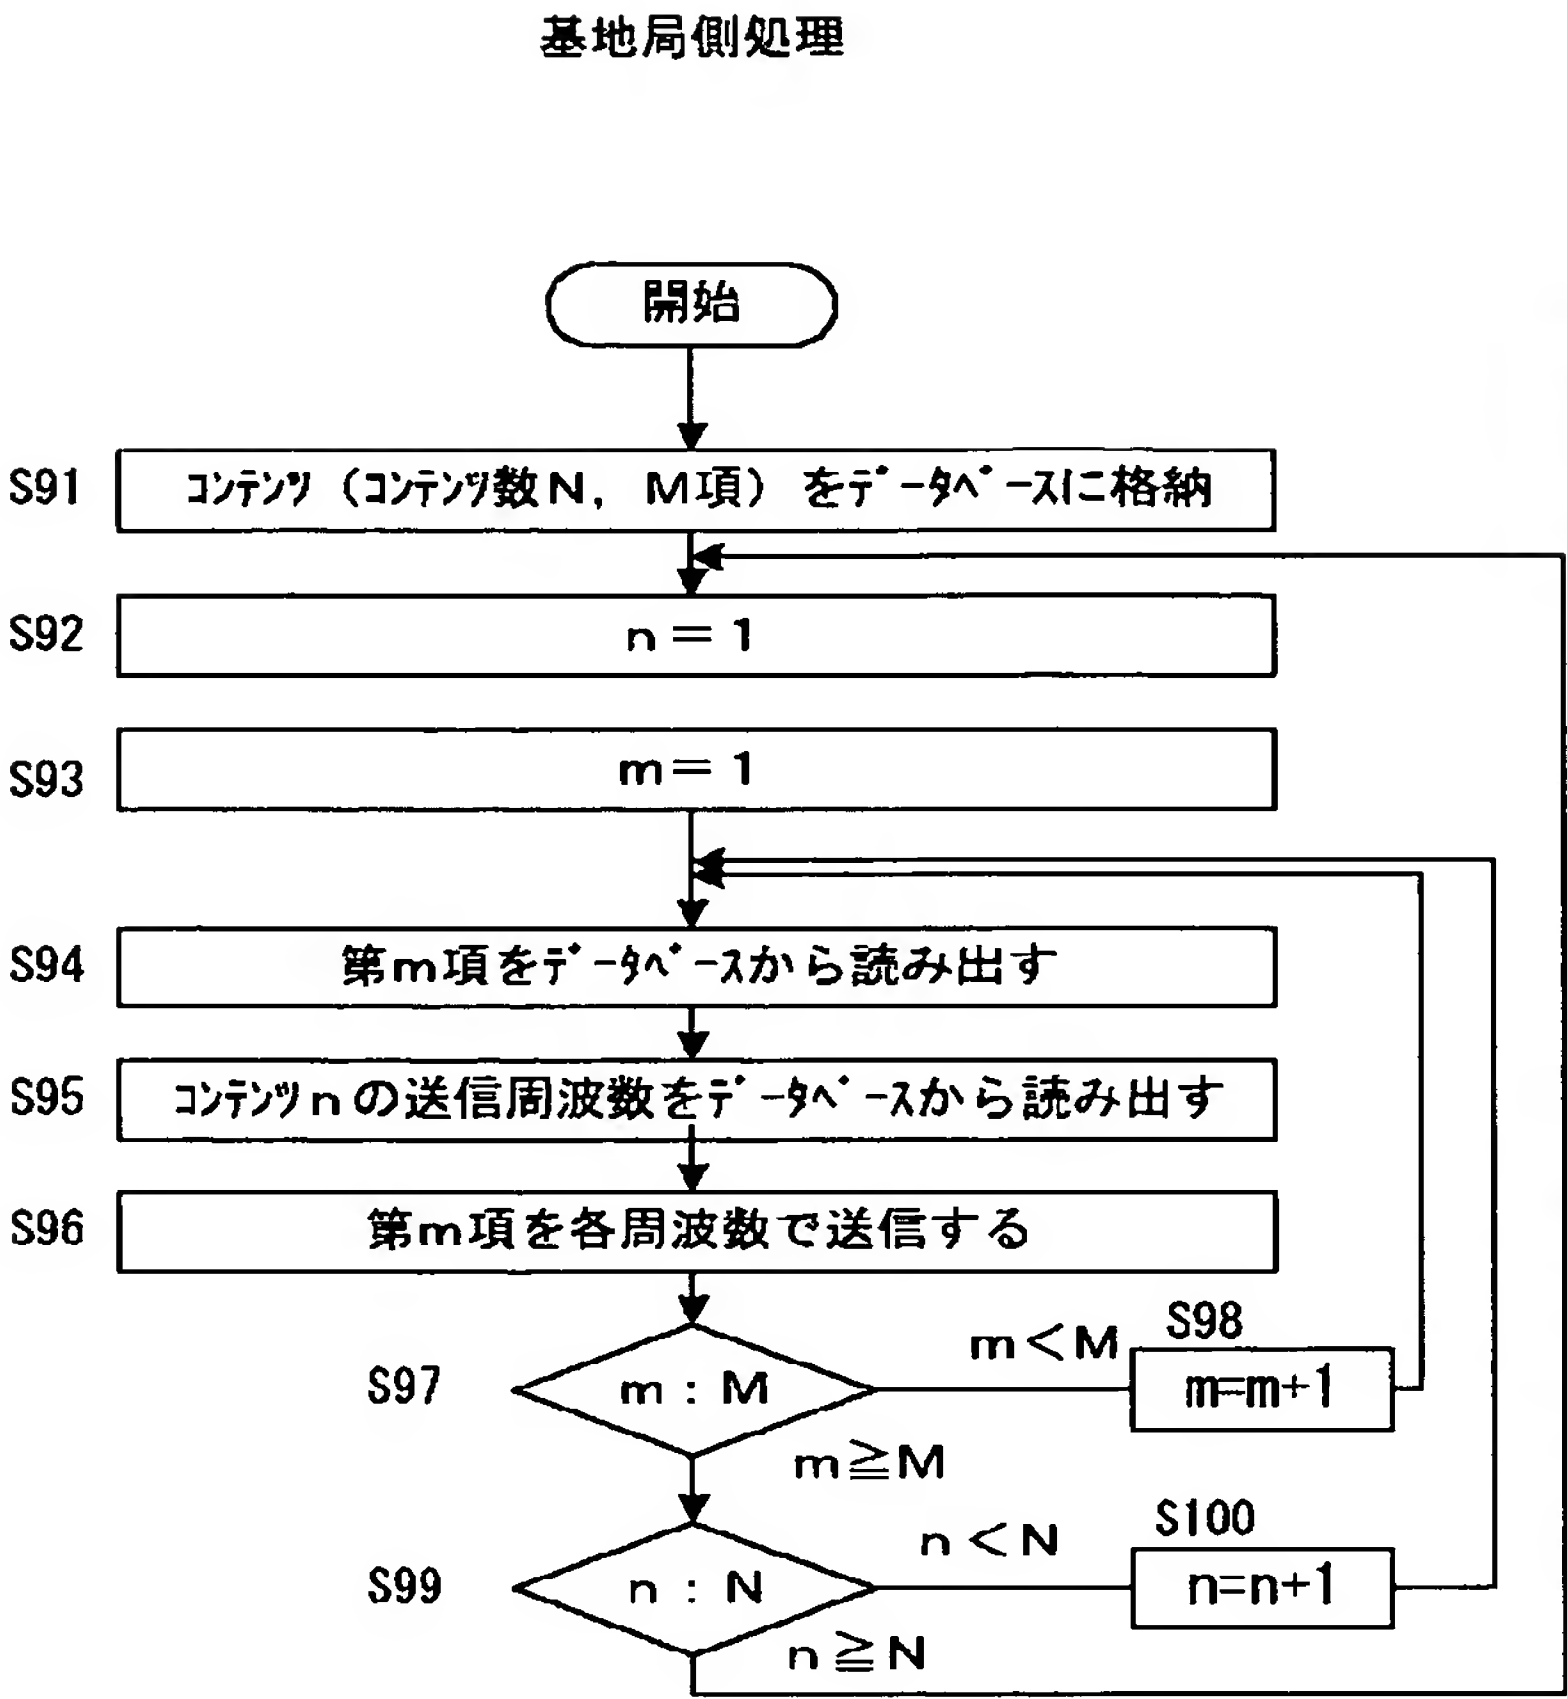 基地局側処理
開始
S91 コンテンツ（コンテンツ数N，M項）をデータベースに格納
S92 n＝1
S93 m＝1
S94 第m項をデータベースから読み出す
S95 コンテンツnの送信周波数をデータベースから読み出す
S96 第m項を各周波数で送信する
S97 m：M
m＜M
S98
m=m+1
m≧M
S99 n：N
n＜N
S100
n=n+1
n≧N